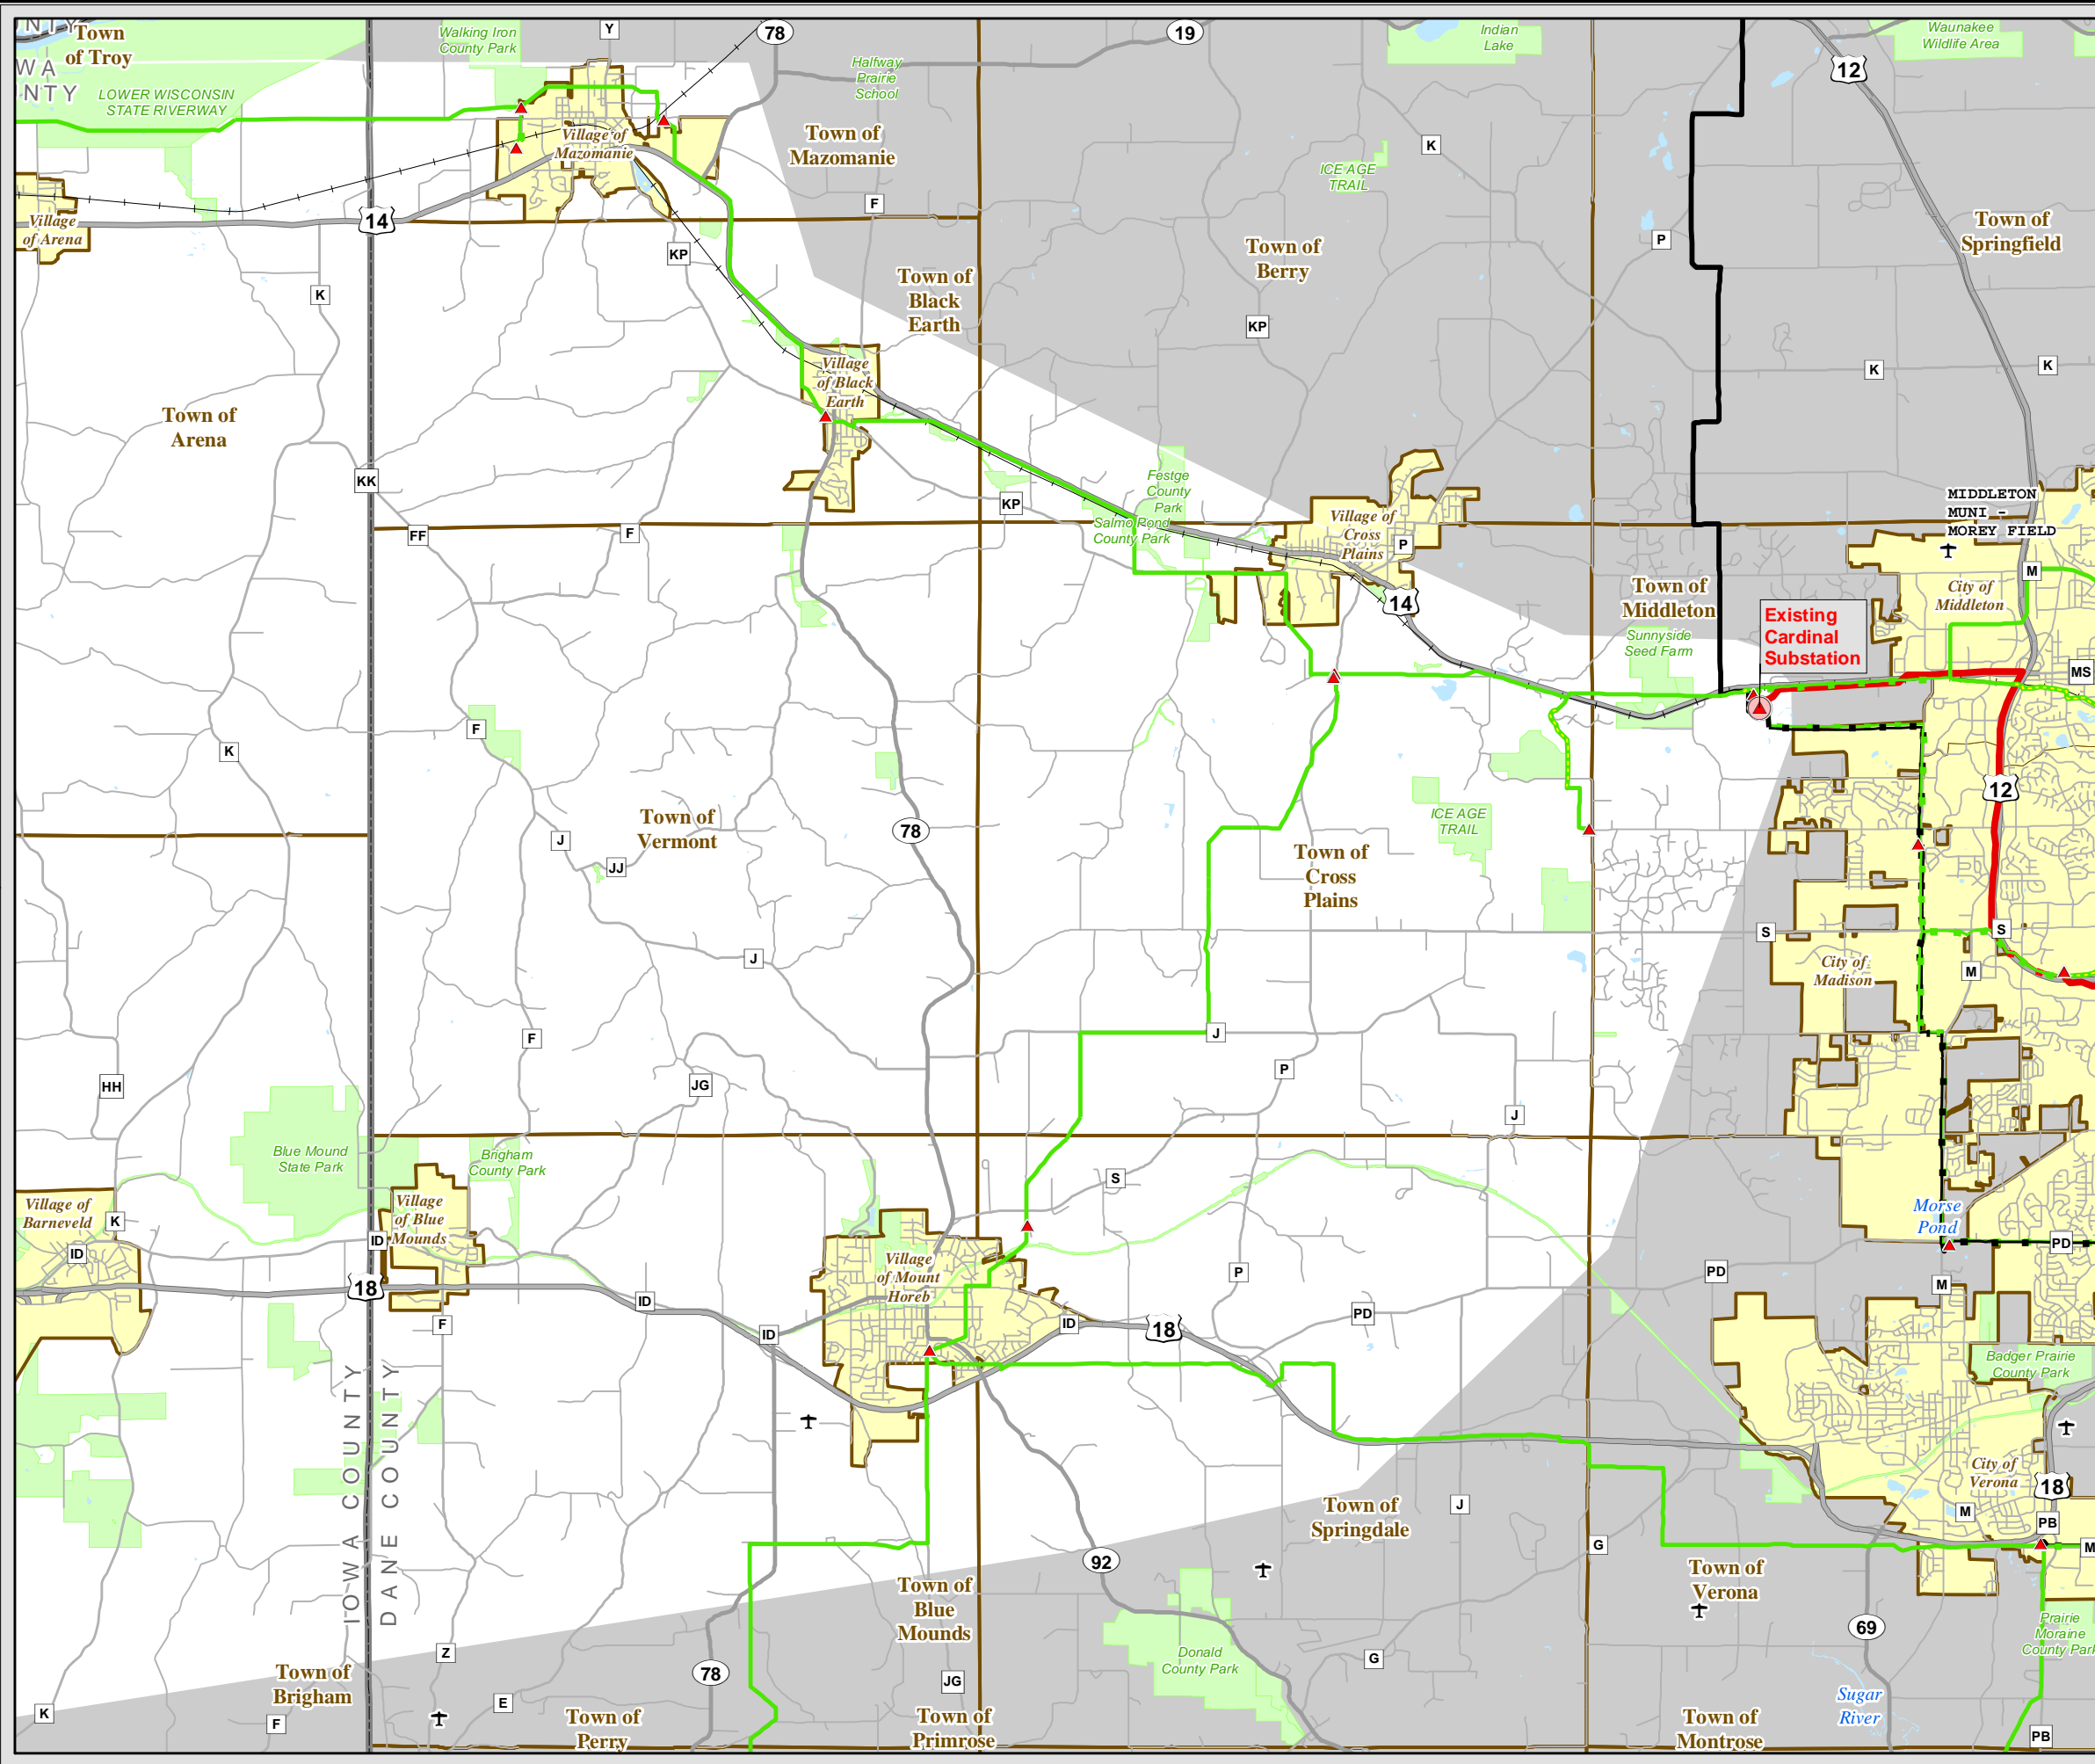 NTY
Town
of Troy
WA
NTY
LOWER WISCONSIN
STATE RIVERWAY
Walking Iron
County Park
Y
78
19
Halfway
Prairie
School
Indian
Lake
12
Waunakee
Wildlife Area
Village of
Mazomanie
Town of
Mazomanie
K
ICE AGE
TRAIL
Village
of Arena
14
F
Town of
Springfield
P
Town of
Berry
KP
K
Town of
Black
Earth
KP
K
K
Village
of Black
Earth
Town of
Arena
KK
Festge
County
Park
KP
Salmo Pond
County Park
Village of
Cross
Plains
P
MIDDLETON
MUNI -
MOREY FIELD
FF
F
M
14
Town of
Middleton
City of
Middleton
Existing
Cardinal
Substation
Sunnyside
Seed Farm
MS
F
K
12
Town of
Vermont
78
ICE AGE
TRAIL
J
JJ
Town of
Cross
Plains
S
S
J
City of
Madison
M
F
J
P
HH
JG
J
Blue Mound
State Park
Brigham
County Park
S
Village of
Barneveld
K
Village
of Blue
Mounds
Morse
Pond
ID
ID
PD
Village
of Mount
Horeb
P
PD
M
18
ID
PD
F
ID
ID
18
Badger Prairie
County Park
IOWA COUNTY
DANE COUNTY
City of
Verona
18
Town of
Springdale
J
M
PB
G
M
92
Town of
Verona
Town of
Blue
Mounds
69
Prairie
Moraine
County Park
Z
Donald
County Park
G
78
Town of
Brigham
JG
E
Sugar
River
K
F
Town of
Perry
Town of
Primrose
Town of
Montrose
PB